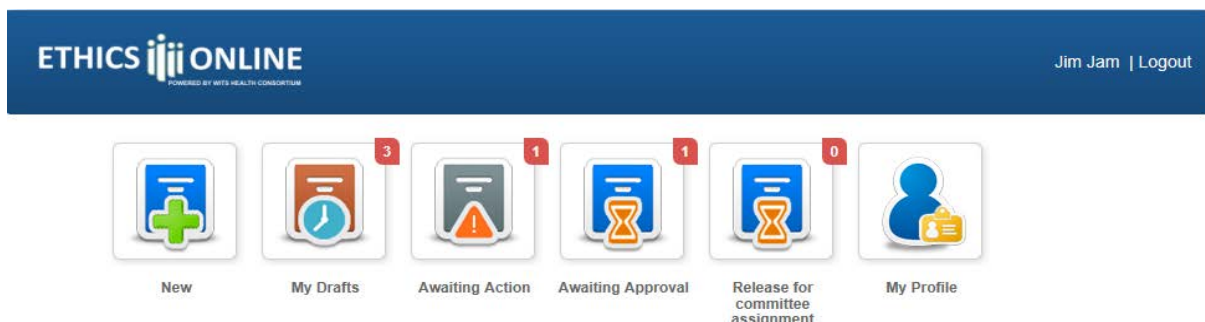 ETHICS ONLINE
POWERED BY WITS HEALTH CONSORTIUM
Jim Jam | Logout
3
1
1
0
New
My Drafts
Awaiting Action
Awaiting Approval
Release for
committee
assignment
My Profile